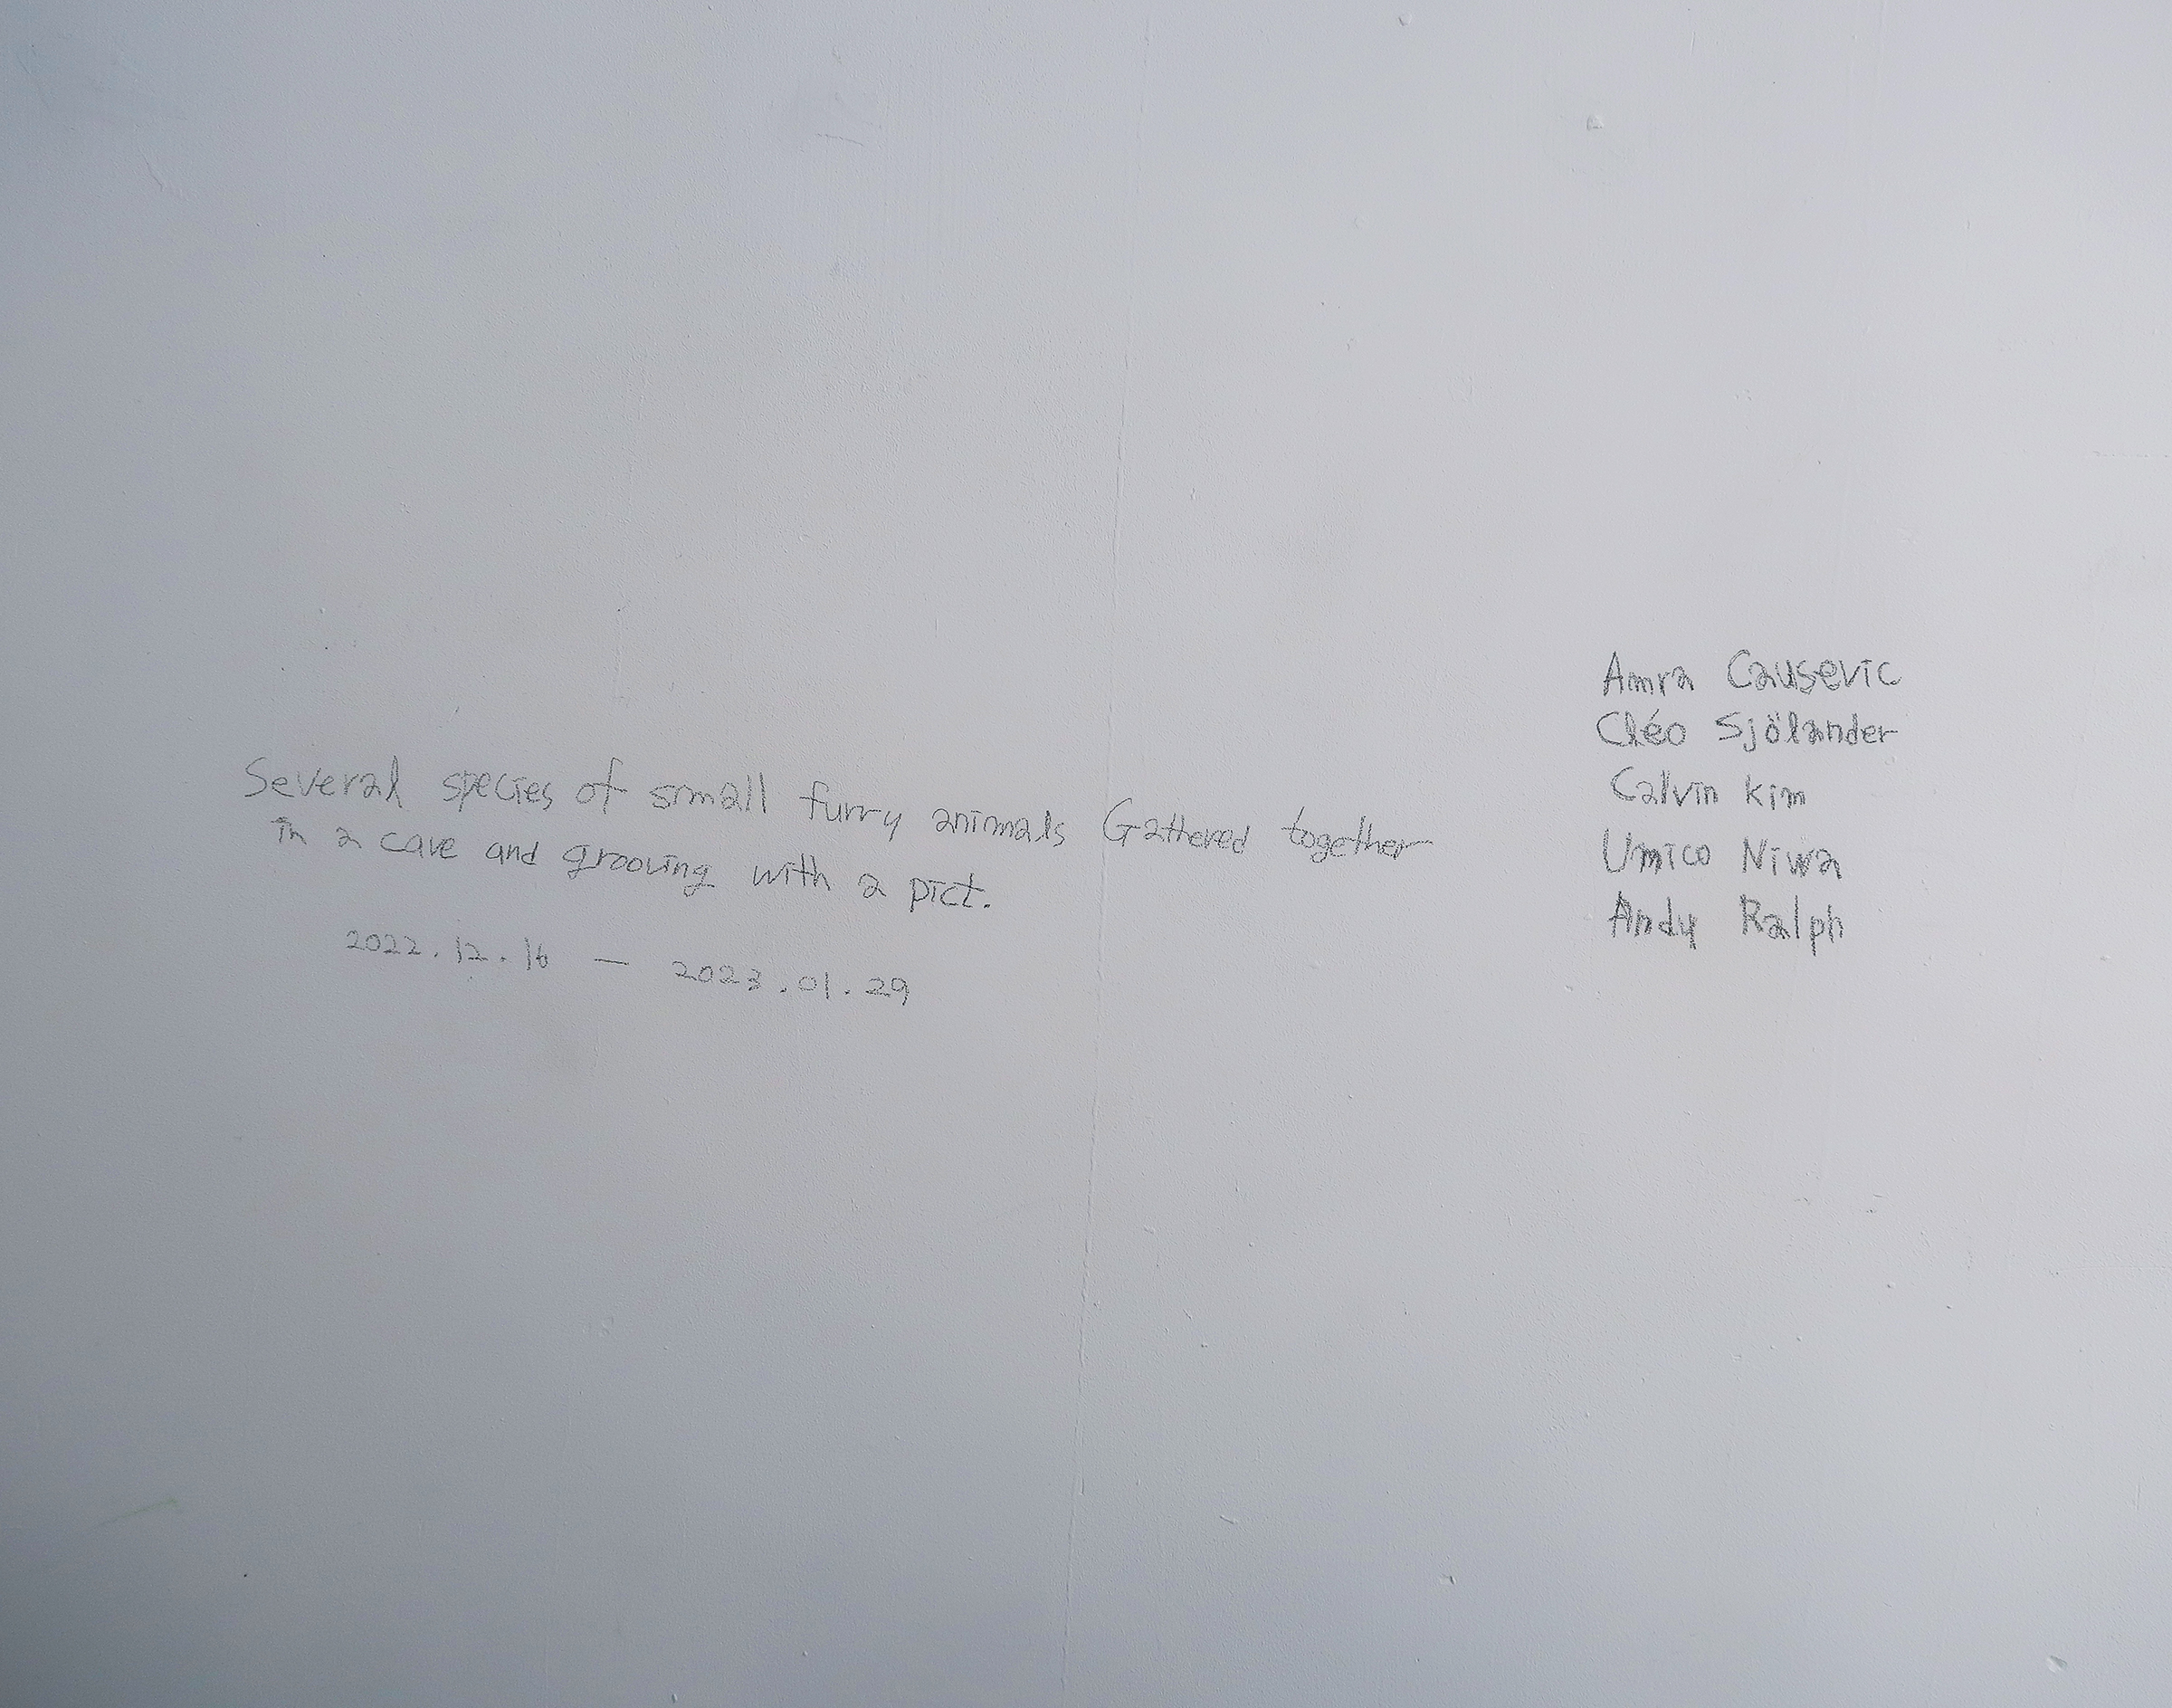 Several species of small furry animals Gathered together
in a cave and grooving with a pict.
2022.12.16 — 2023.01.29
Amra Causevic
Cléo Sjölander
Calvin kim
Umico Niwa
Andy Ralph